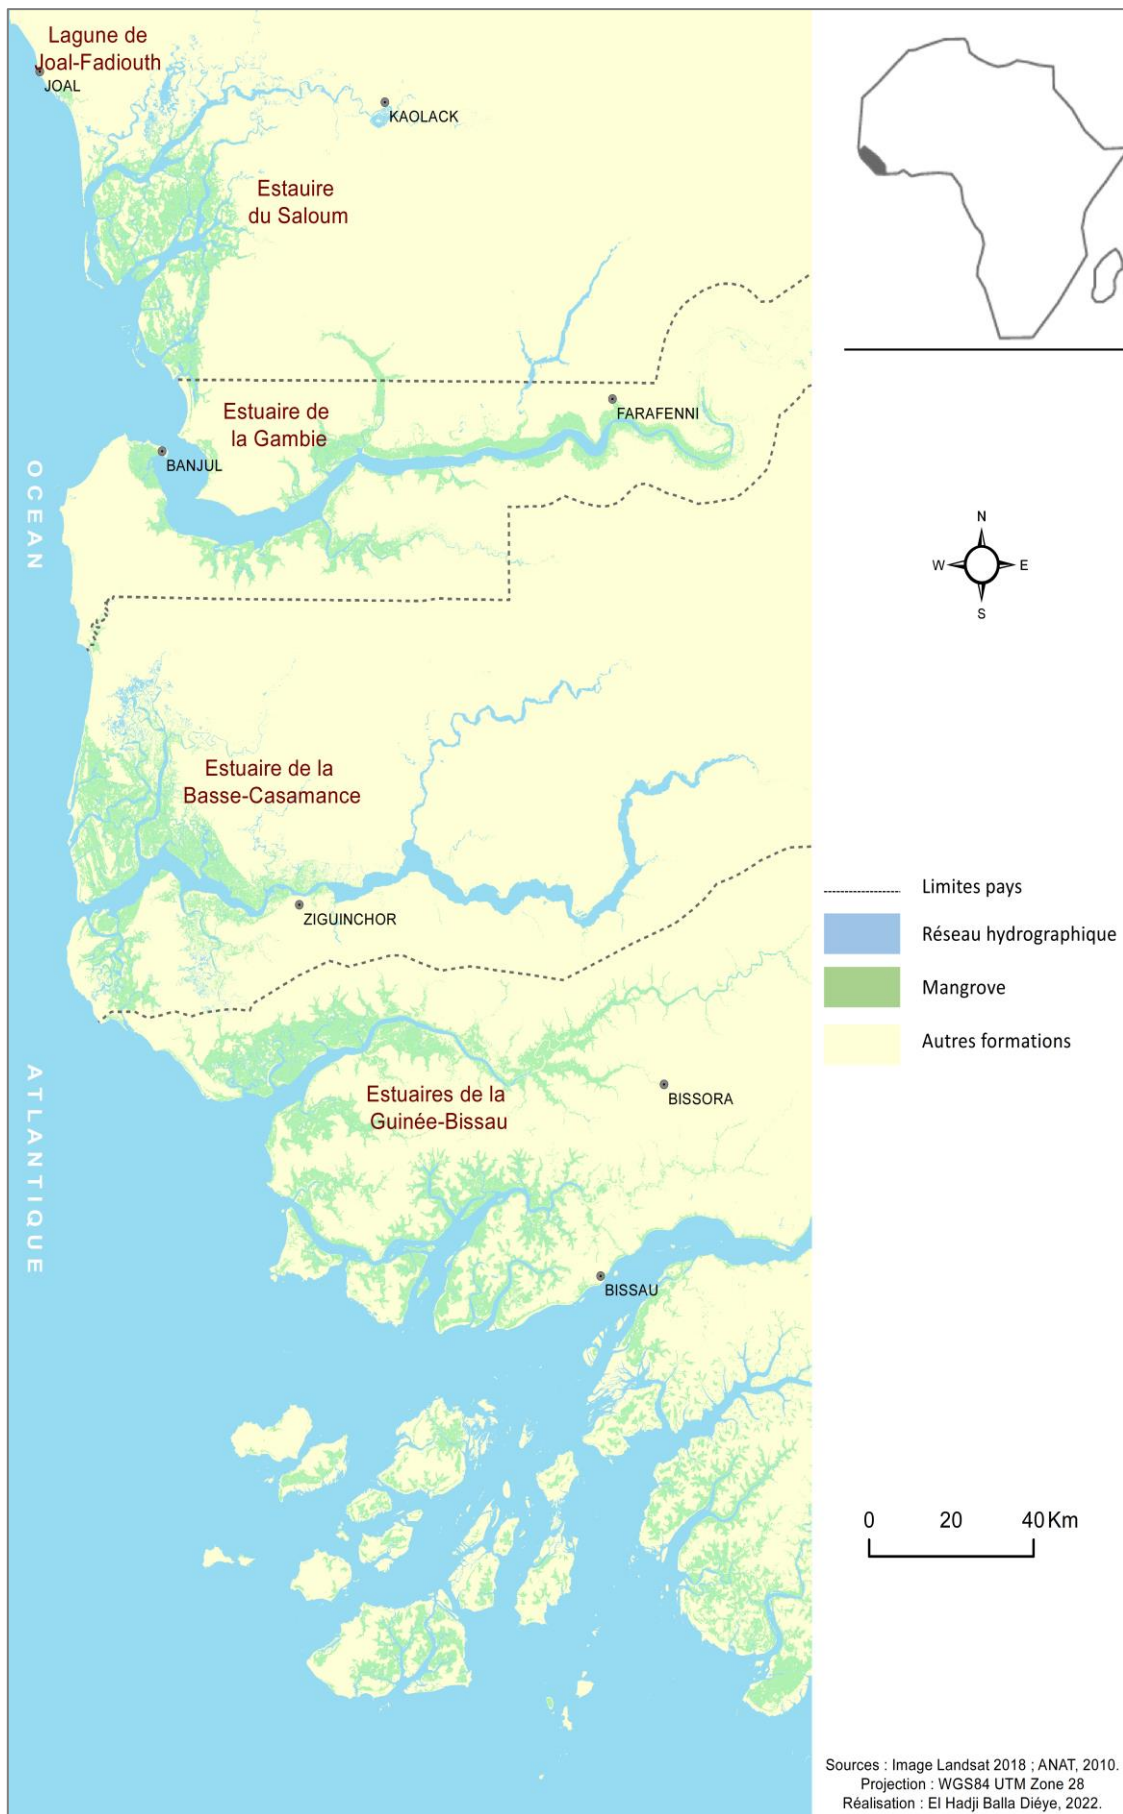 Lagune de
Joal-Fadiouth
JOAL
KAOLACK
Estauire
du Saloum
Estuaire de
la Gambie
FARAFENNI
BANJUL
OCEAN
ATLANTIQUE
Estuaire de la
Basse-Casamance
ZIGUINCHOR
Estuaires de la
Guinée-Bissau
BISSORA
BISSAU
N
W
E
S
Limites pays
Réseau hydrographique
Mangrove
Autres formations
0 20 40 Km
Sources : Image Landsat 2018 ; ANAT, 2010.
Projection : WGS84 UTM Zone 28
Réalisation : El Hadji Balla Diéye, 2022.